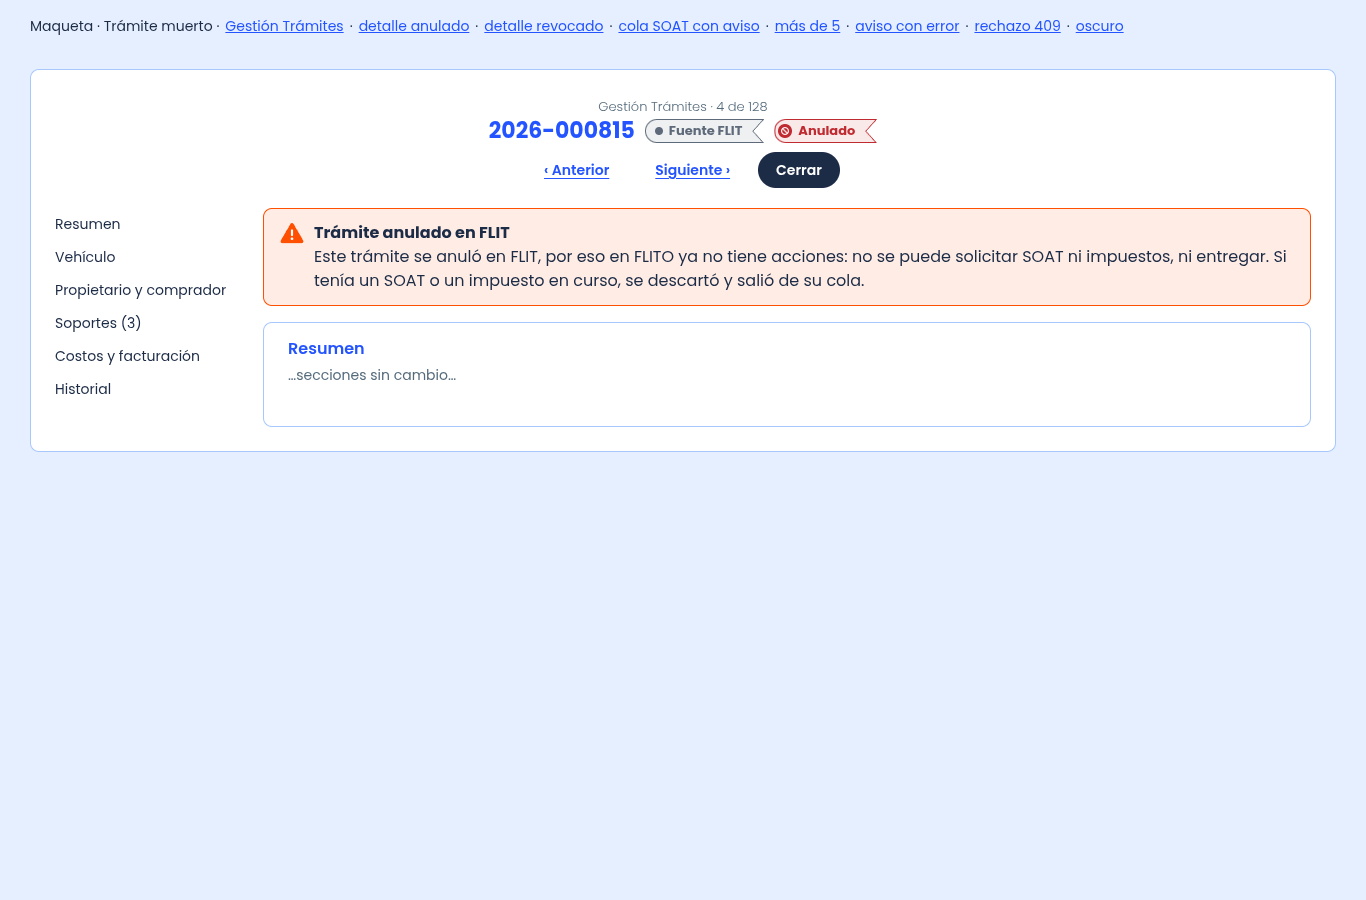 Maqueta · Trámite muerto · Gestión Trámites · detalle anulado · detalle revocado · cola SOAT con aviso · más de 5 · aviso con error · rechazo 409 · oscuro
Gestión Trámites · 4 de 128
2026-000815 Fuente FLIT Anulado
‹ Anterior Siguiente › Cerrar
Resumen
Vehículo
Propietario y comprador
Soportes (3)
Costos y facturación
Historial
Trámite anulado en FLIT
Este trámite se anuló en FLIT, por eso en FLITO ya no tiene acciones: no se puede solicitar SOAT ni impuestos, ni entregar. Si
tenía un SOAT o un impuesto en curso, se descartó y salió de su cola.
Resumen
…secciones sin cambio…